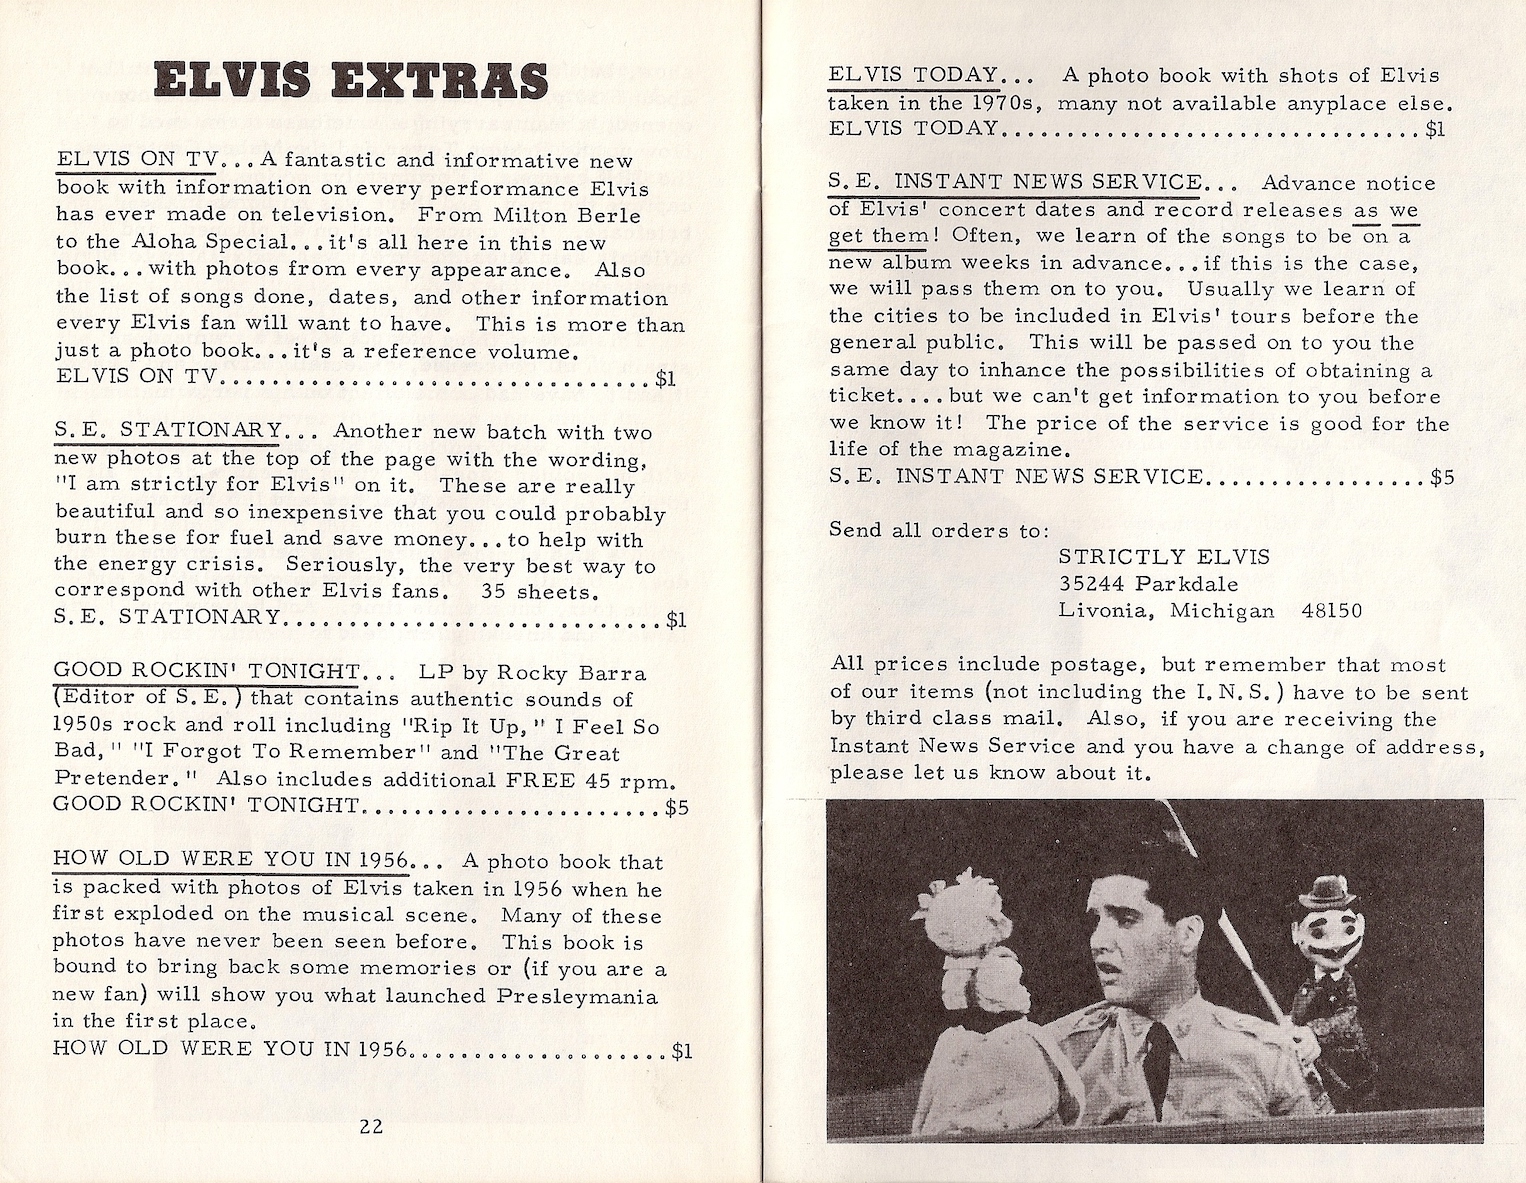 ELVIS EXTRAS
ELVIS ON TV... A fantastic and informative new
book with information on every performance Elvis
has ever made on television. From Milton Berle
to the Aloha Special...it's all here in this new
book...with photos from every appearance. Also
the list of songs done, dates, and other information
every Elvis fan will want to have. This is more than
just a photo book...it's a reference volume.
ELVIS ON TV.................................$1
S.E. STATIONARY... Another new batch with two
new photos at the top of the page with the wording,
"I am strictly for Elvis" on it. These are really
beautiful and so inexpensive that you could probably
burn these for fuel and save money...to help with
the energy crisis. Seriously, the very best way to
correspond with other Elvis fans. 35 sheets.
S.E. STATIONARY.............................$1
GOOD ROCKIN' TONIGHT... LP by Rocky Barra
(Editor of S.E.) that contains authentic sounds of
1950s rock and roll including "Rip It Up," I Feel So
Bad," "I Forgot To Remember" and "The Great
Pretender." Also includes additional FREE 45 rpm.
GOOD ROCKIN' TONIGHT.......................$5
HOW OLD WERE YOU IN 1956... A photo book that
is packed with photos of Elvis taken in 1956 when he
first exploded on the musical scene. Many of these
photos have never been seen before. This book is
bound to bring back some memories or (if you are a
new fan) will show you what launched Presleymania
in the first place.
HOW OLD WERE YOU IN 1956....................$1
22
ELVIS TODAY... A photo book with shots of Elvis
taken in the 1970s, many not available anyplace else.
ELVIS TODAY................................$1
S.E. INSTANT NEWS SERVICE... Advance notice
of Elvis' concert dates and record releases as we
get them! Often, we learn of the songs to be on a
new album weeks in advance...if this is the case,
we will pass them on to you. Usually we learn of
the cities to be included in Elvis' tours before the
general public. This will be passed on to you the
same day to inhance the possibilities of obtaining a
ticket....but we can't get information to you before
we know it! The price of the service is good for the
life of the magazine.
S.E. INSTANT NEWS SERVICE.................$5
Send all orders to:
STRICTLY ELVIS
35244 Parkdale
Livonia, Michigan 48150
All prices include postage, but remember that most
of our items (not including the I.N.S.) have to be sent
by third class mail. Also, if you are receiving the
Instant News Service and you have a change of address,
please let us know about it.